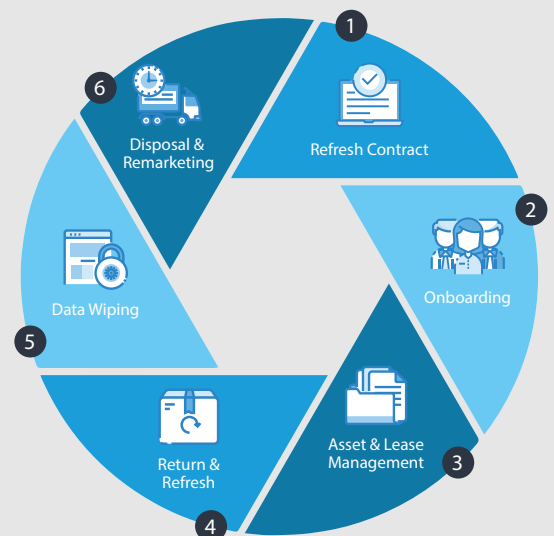 1
Refresh Contract
2
Onboarding
3
Asset & Lease
Management
4
Return &
Refresh
5
Data Wiping
6
Disposal &
Remarketing